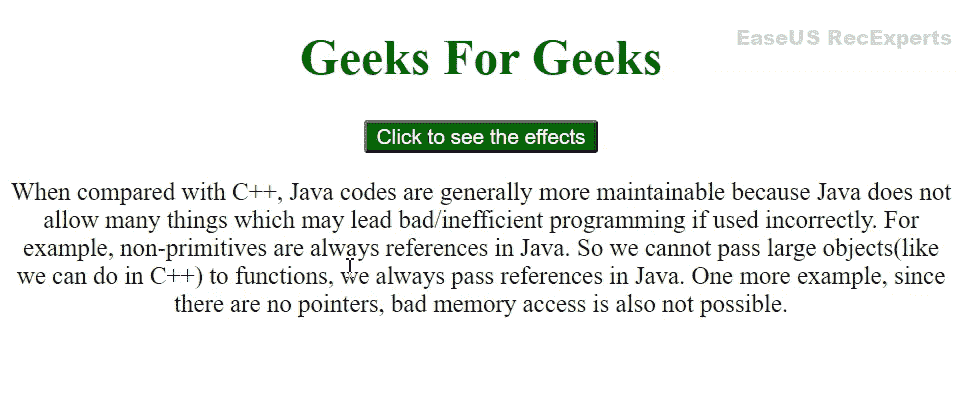 EaseUS RecExperts
Geeks For Geeks
Click to see the effects
When compared with C++, Java codes are generally more maintainable because Java does not
allow many things which may lead bad/inefficient programming if used incorrectly. For
example, non-primitives are always references in Java. So we cannot pass large objects(like
we can do in C++) to functions, we always pass references in Java. One more example, since
there are no pointers, bad memory access is also not possible.